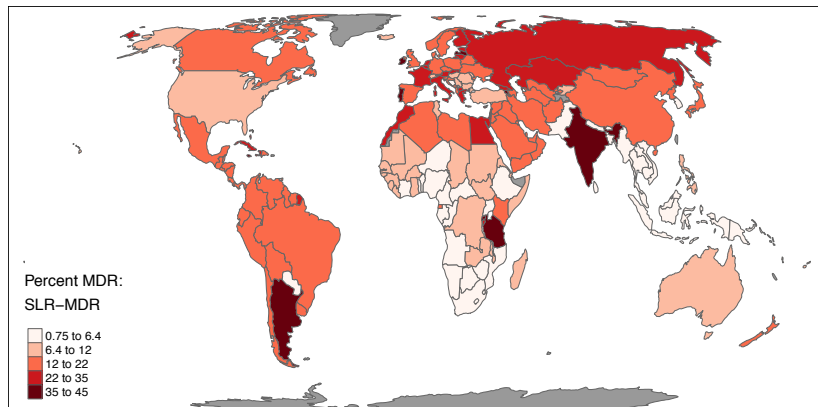 Percent MDR:
SLR−MDR
0.75 to 6.4
6.4 to 12
12 to 22
22 to 35
35 to 45